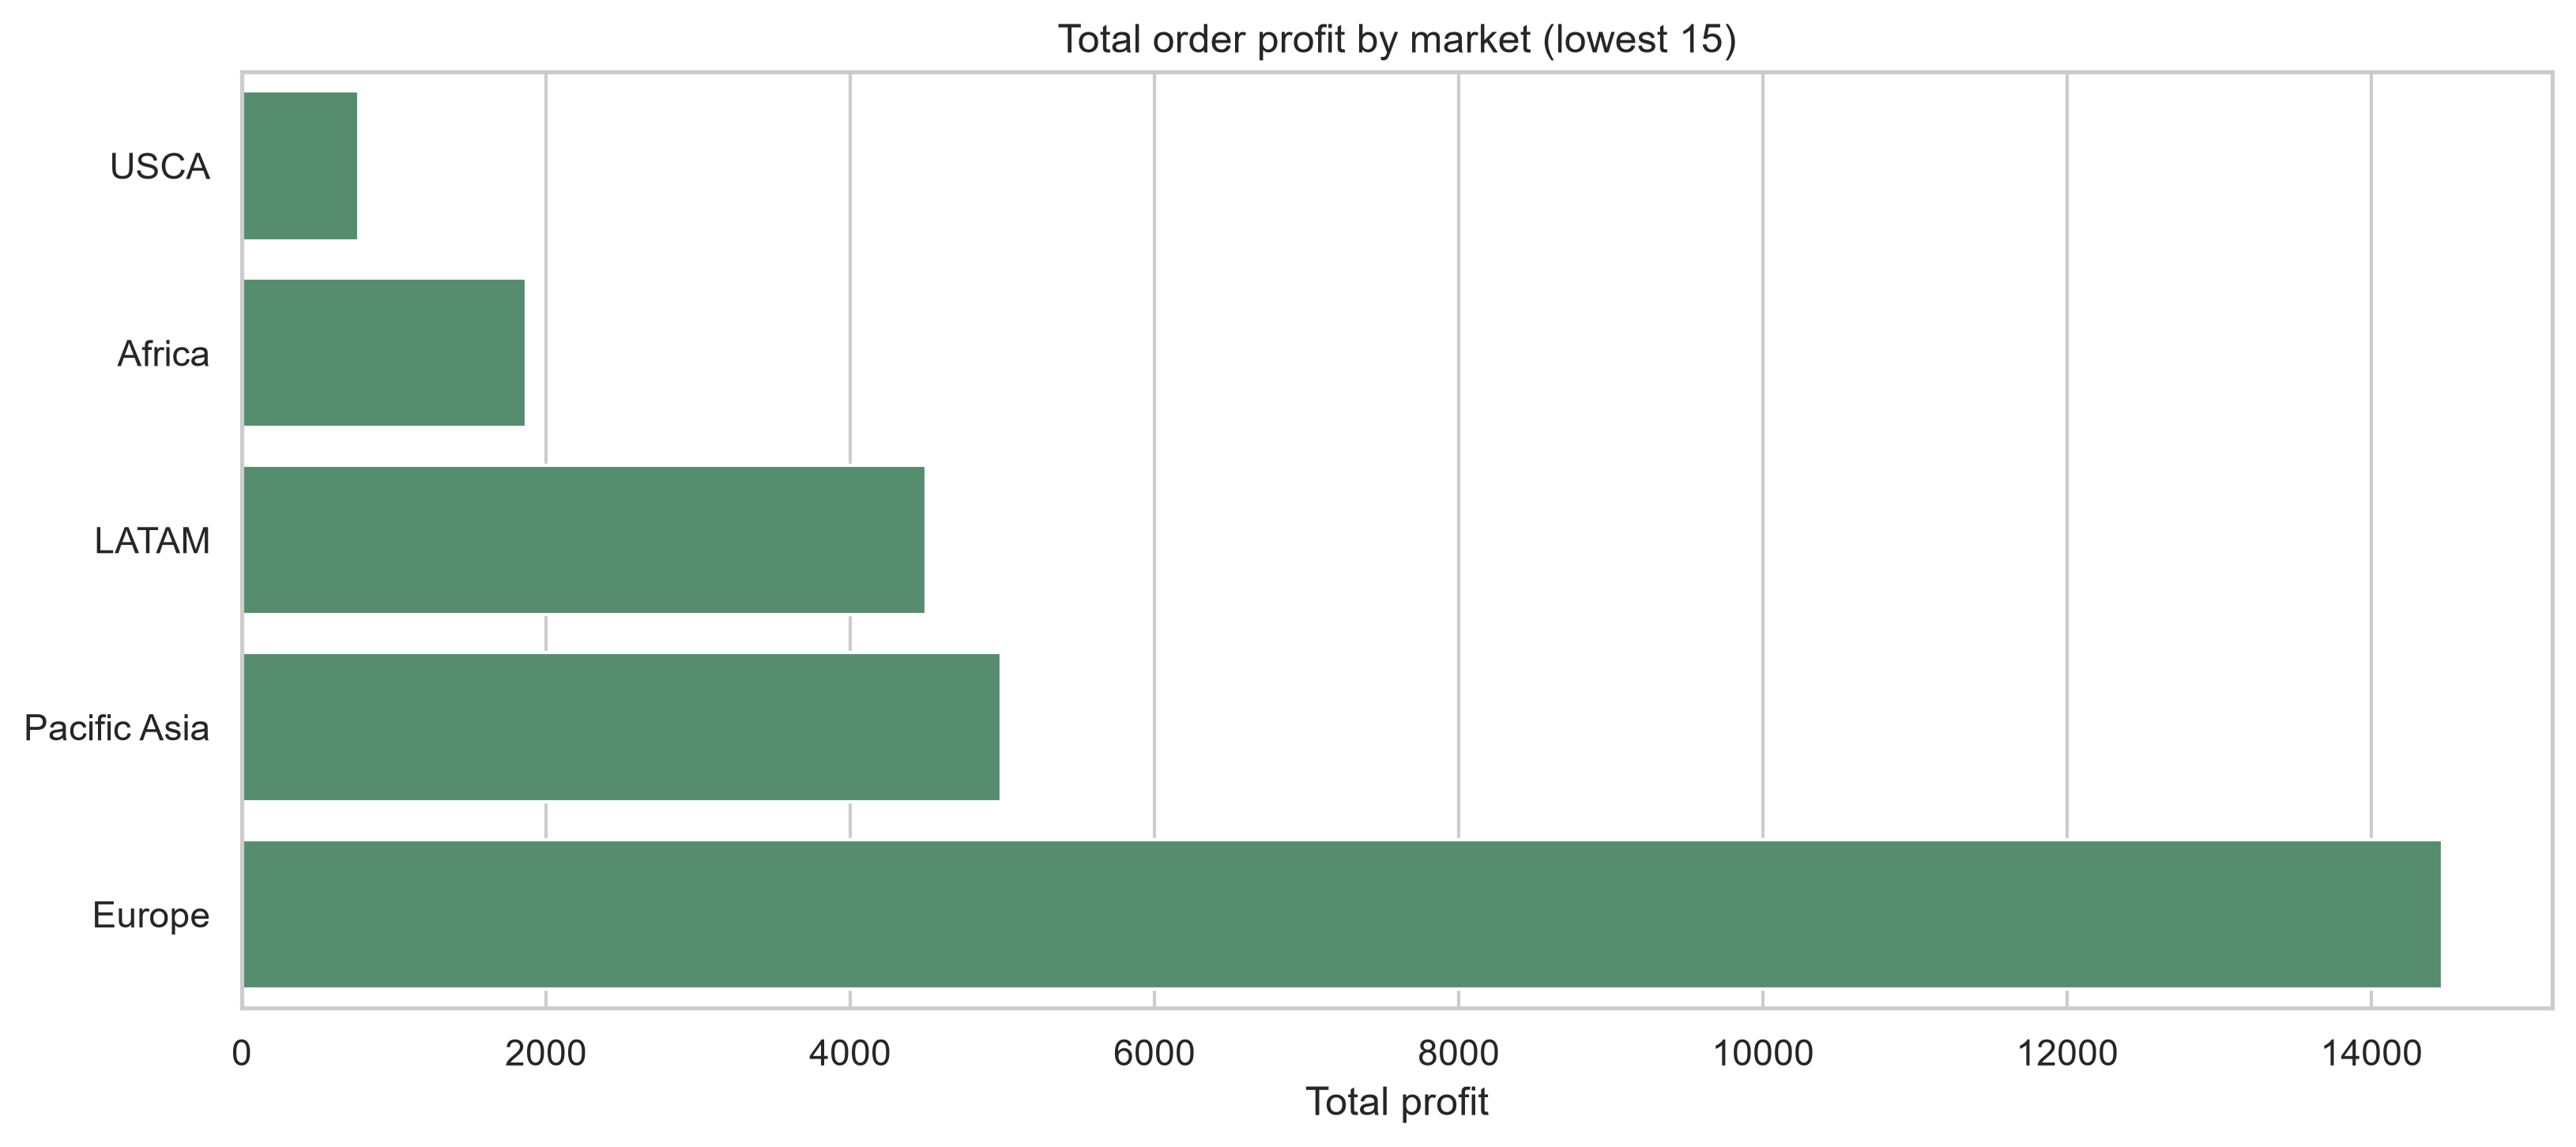 Total order profit by market (lowest 15)
USCA
Africa
LATAM
Pacific Asia
Europe
0 2000 4000 6000 8000 10000 12000 14000
Total profit